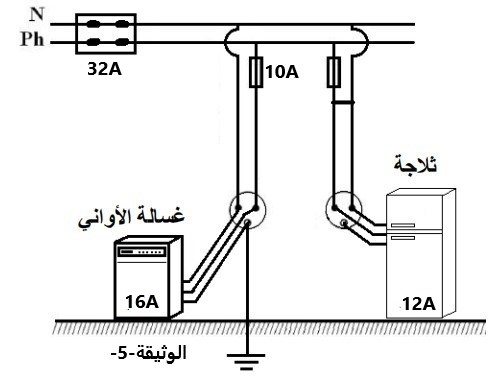 N
Ph
32A
10A
ثلاجة
غسالة الأواني
16A
12A
الوثيقة-5-